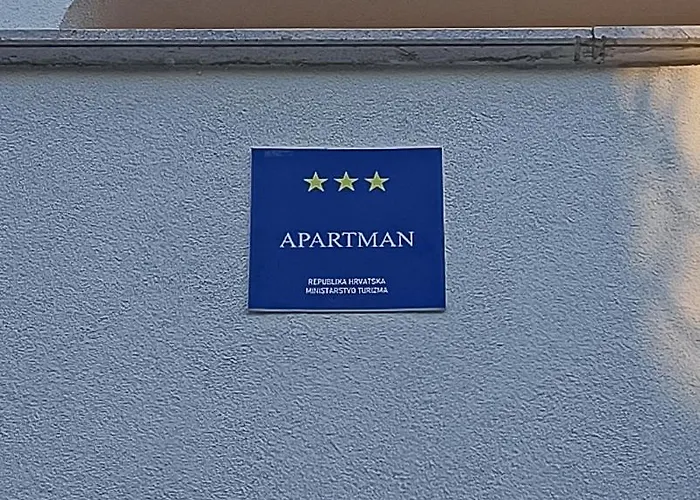 APARTMAN
REPUBLIKA HRVATSKA
MINISTARSTVO TURIZMA